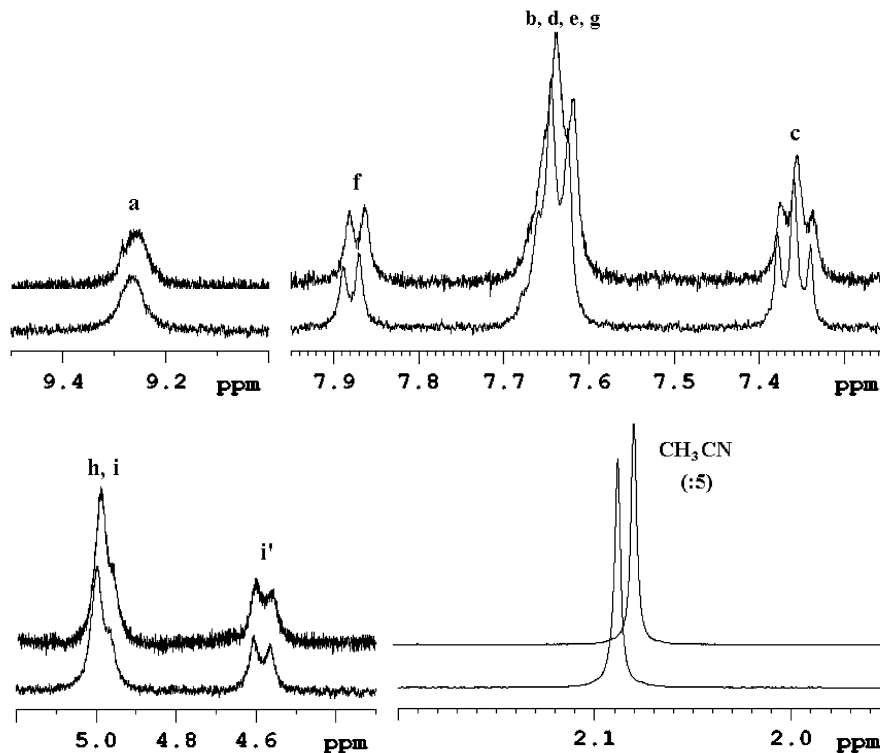 b, d, e, g
c
f
a
9.4 9.2 ppm
7.9 7.8 7.7 7.6 7.5 7.4 ppm
h, i
i'
CH₃CN
(:5)
5.0 4.8 4.6 ppm
2.1 2.0 ppm